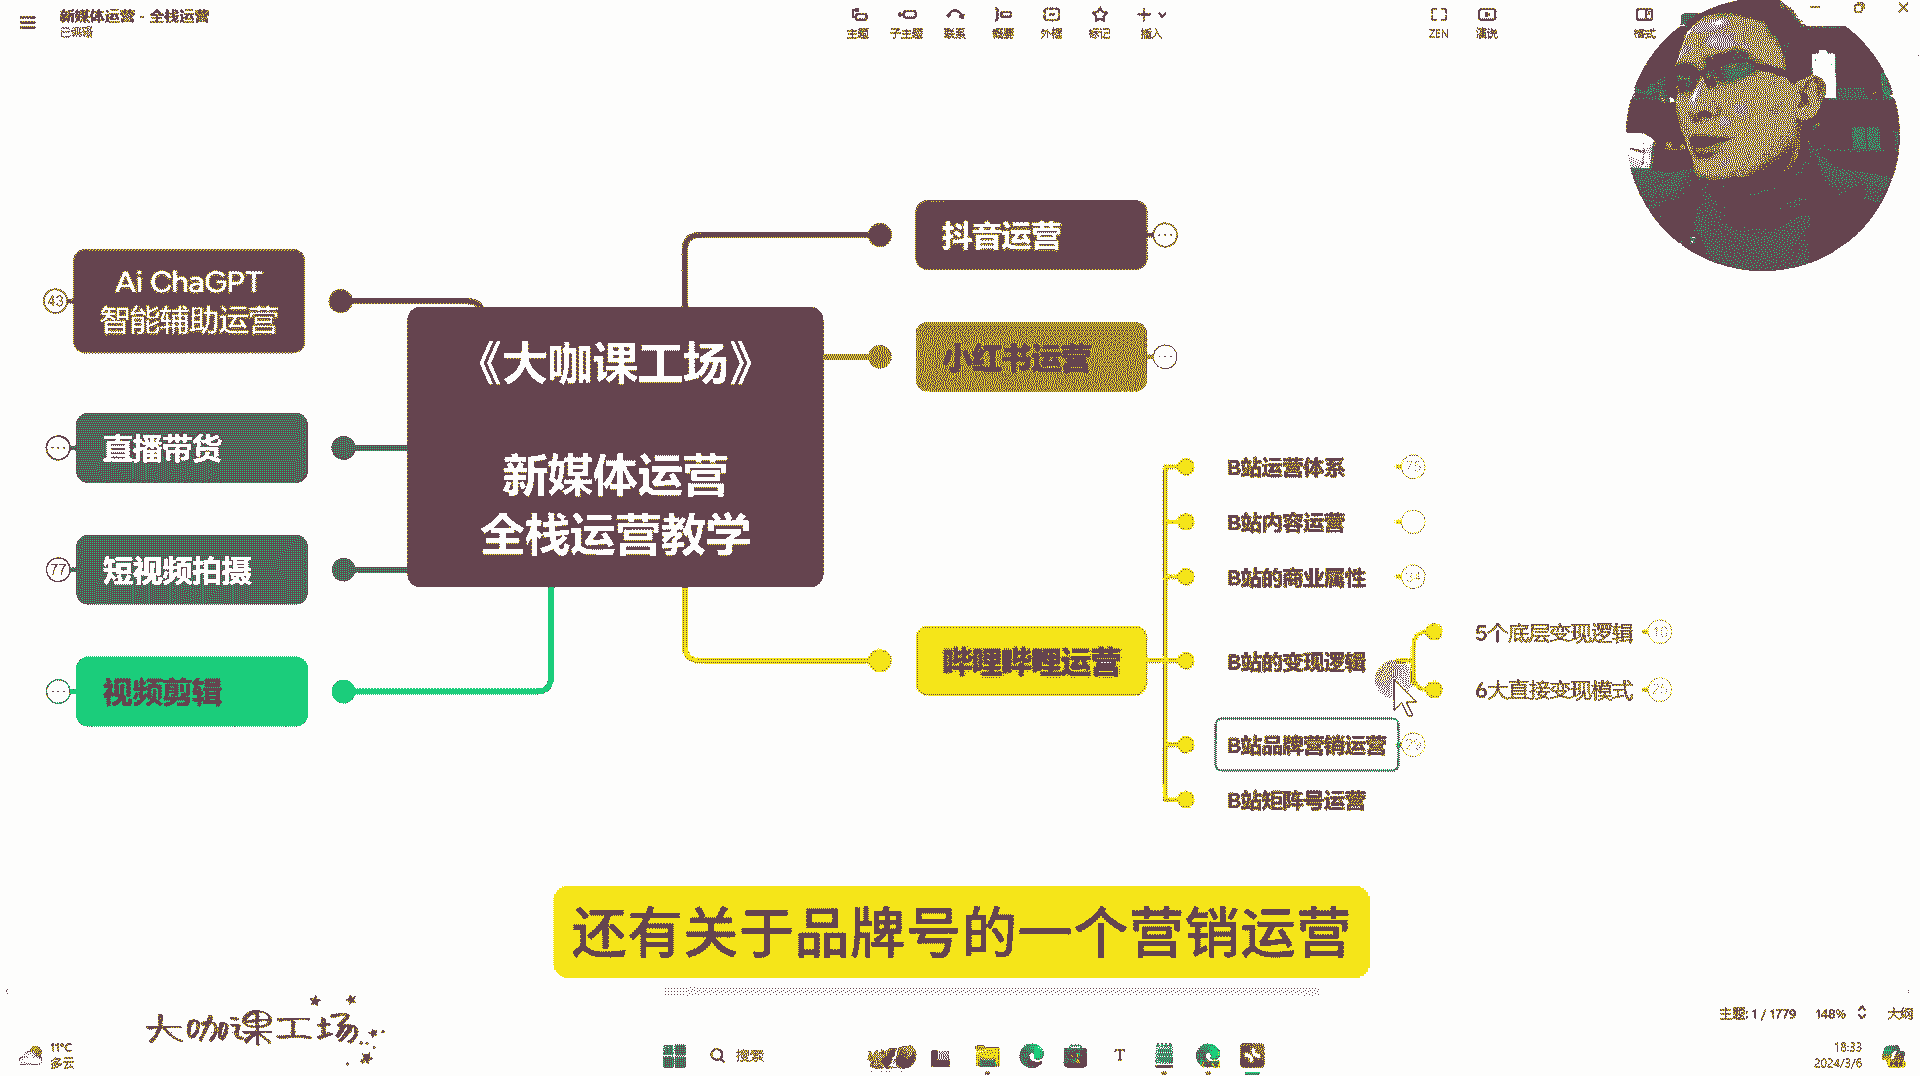 新媒体运营 - 全栈运营
已编辑
主题
子主题
联系
概要
外框
标记
插入
ZEN
演说
格式
Ai ChaGPT
智能辅助运营
43
直播带货
短视频拍摄
77
视频剪辑
《大咖课工场》
新媒体运营
全栈运营教学
抖音运营
小红书运营
哔哩哔哩运营
B站运营体系
B站内容运营
B站的商业属性
B站的变现逻辑
5个底层变现逻辑
10
6大直接变现模式
B站品牌营销运营
B站矩阵号运营
还有关于品牌号的一个营销运营
大咖课工场
主题: 1 / 1779
148%
大纲
11°C
多云
搜索
18:33
2024/3/6